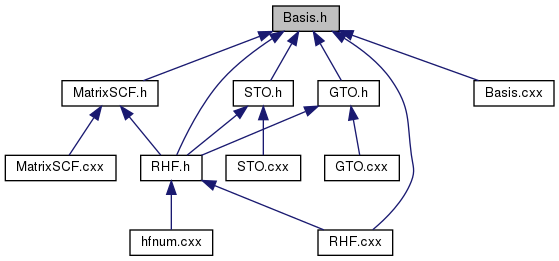 Basis.h
MatrixSCF.h
STO.h
GTO.h
Basis.cxx
MatrixSCF.cxx
RHF.h
STO.cxx
GTO.cxx
hfnum.cxx
RHF.cxx